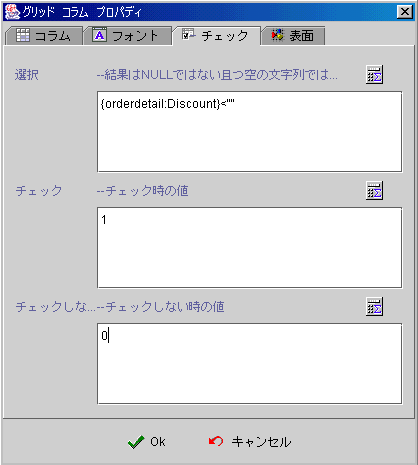 グリッド コラム プロパティ
コラム フォント チェック 表面
選択 --結果はNULLではない且つ空の文字列では...
{orderdetail:Discount}<""
チェック --チェック時の値
1
チェックしな...--チェックしない時の値
0
Ok キャンセル